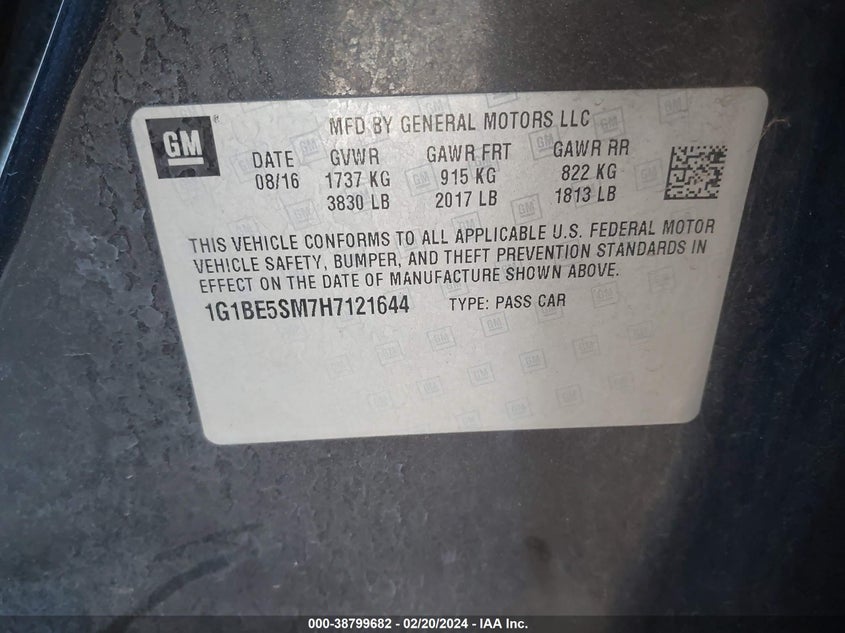 GM
MFD BY GENERAL MOTORS LLC
DATE GVWR GAWR FRT GAWR RR
08/16 1737 KG 915 KG 822 KG
3830 LB 2017 LB 1813 LB
THIS VEHICLE CONFORMS TO ALL APPLICABLE U.S. FEDERAL MOTOR
VEHICLE SAFETY, BUMPER, AND THEFT PREVENTION STANDARDS IN
EFFECT ON THE DATE OF MANUFACTURE SHOWN ABOVE.
1G1BE5SM7H7121644 TYPE: PASS CAR
000-38799682 - 02/20/2024 - IAA Inc.